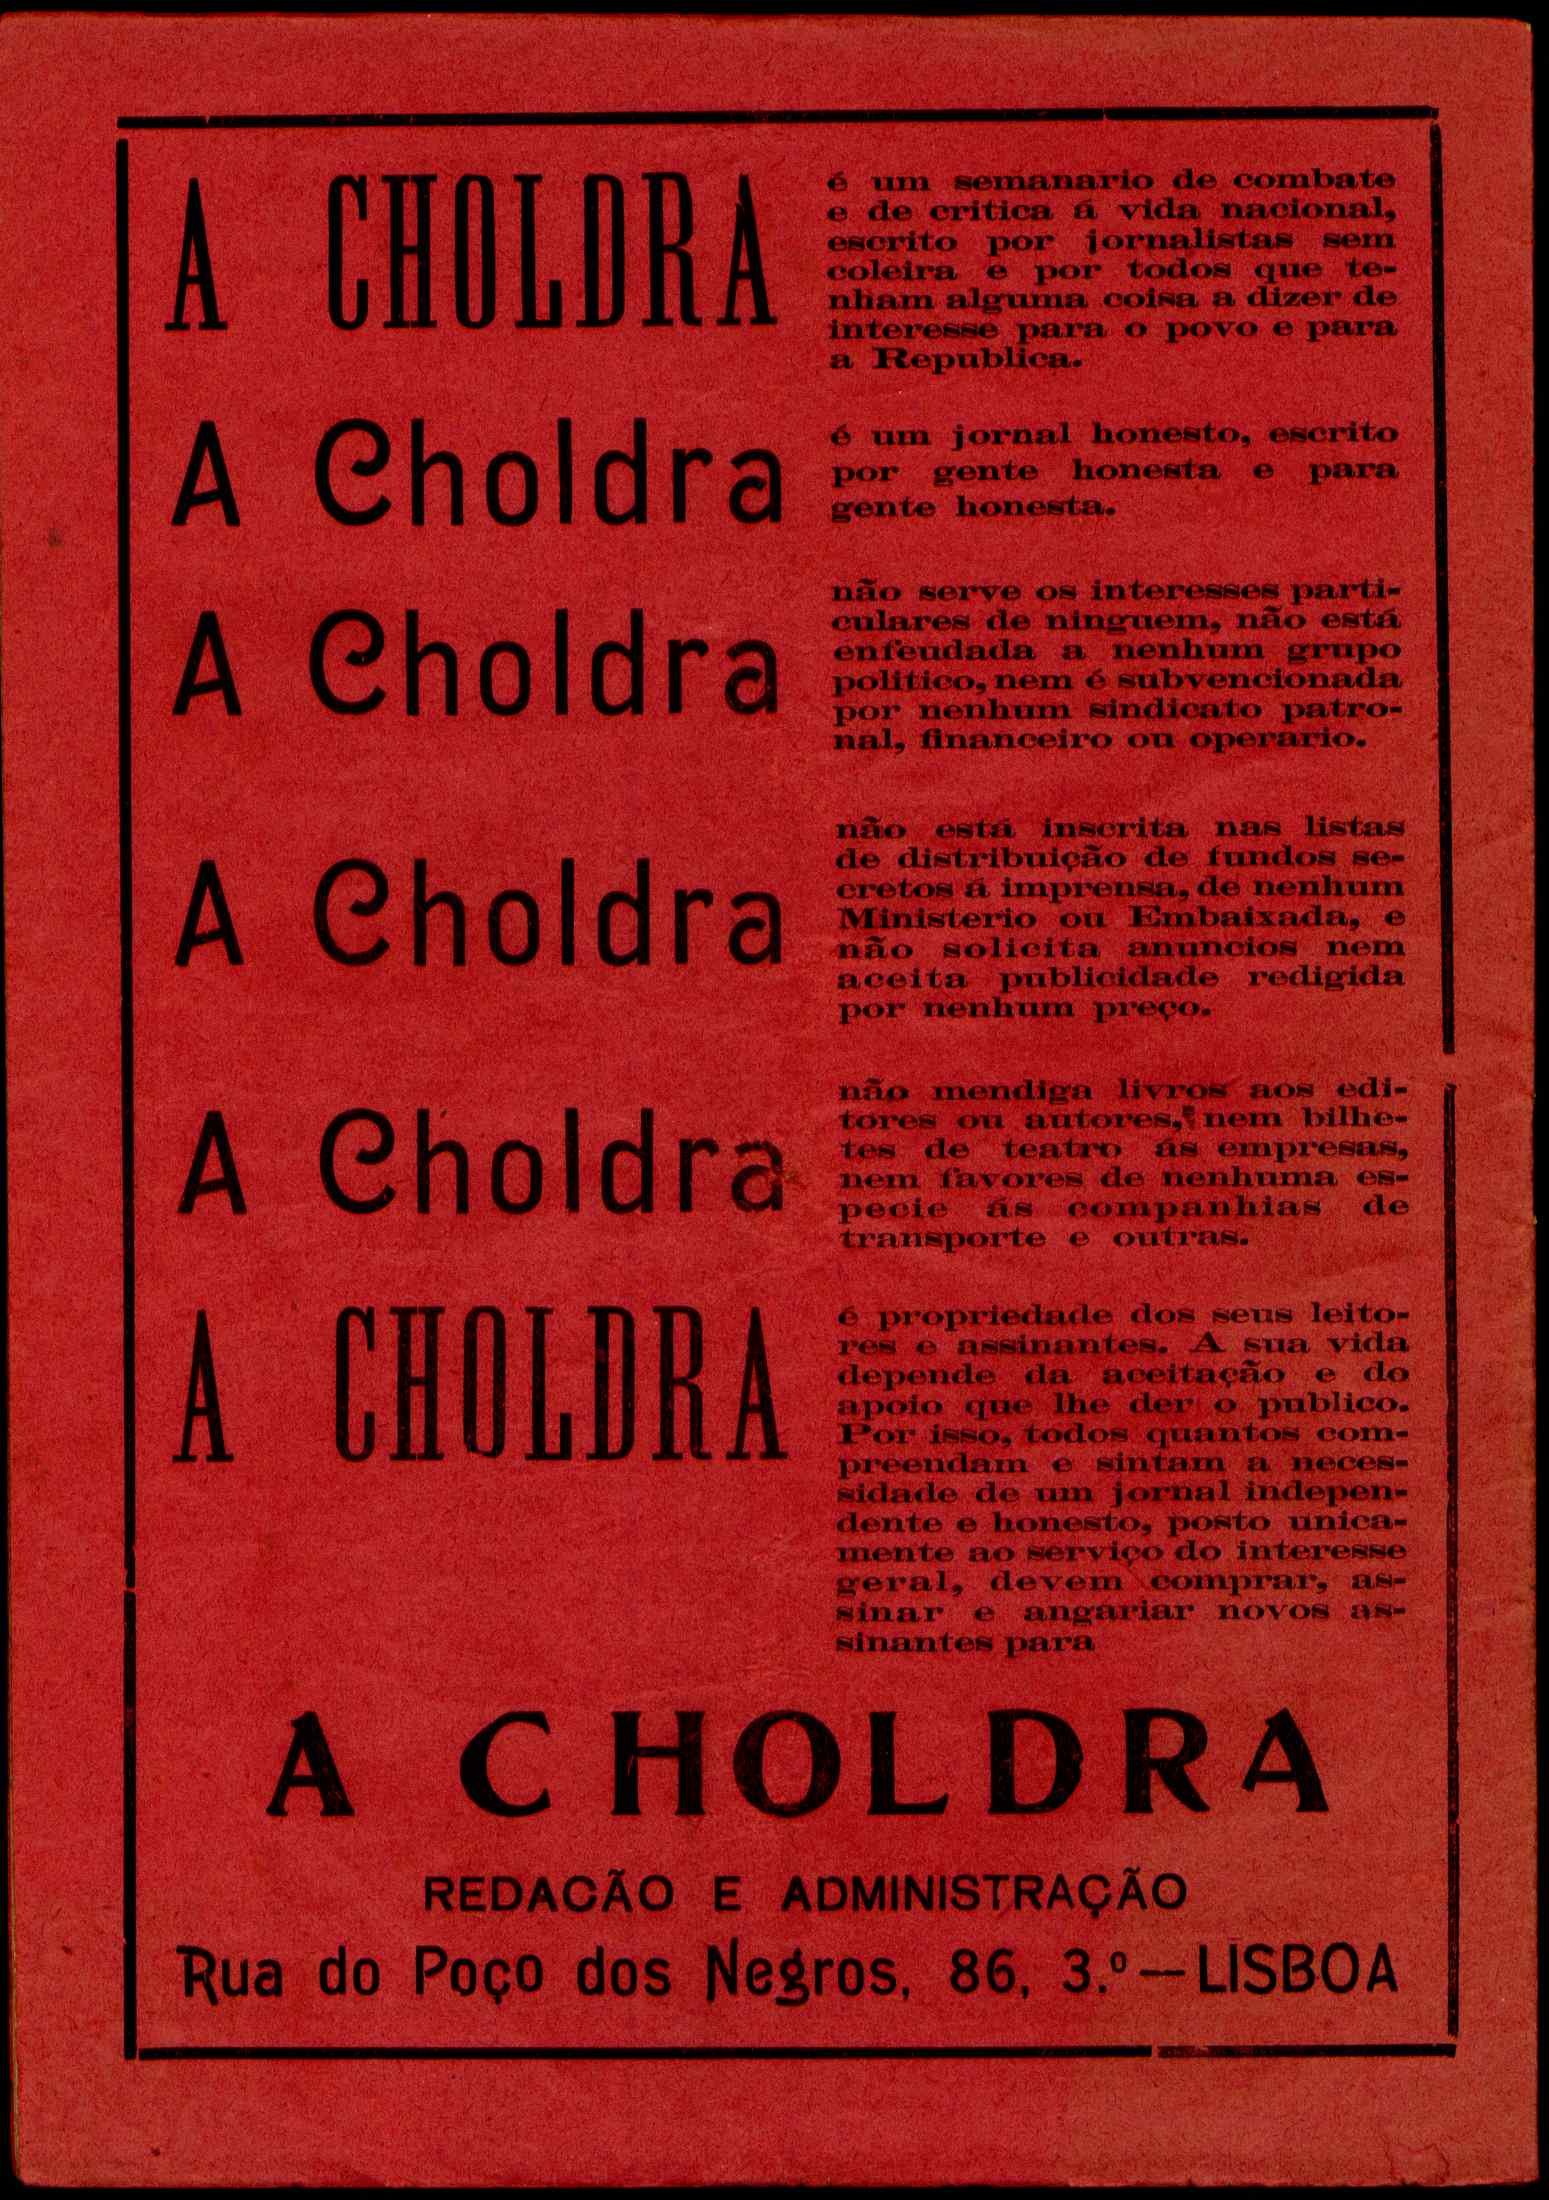 A CHOLDRA
é um semanario de combate
e de critica á vida nacional,
escrito por jornalistas sem
coleira e por todos que te-
nham alguma coisa a dizer de
interesse para o povo e para
a Republica.
A Choldra
é um jornal honesto, escrito
por gente honesta e para
gente honesta.
A Choldra
não serve os interesses parti-
culares de ninguem, não está
enfeudada a nenhum grupo
politico, nem é subvencionada
por nenhum sindicato patro-
nal, financeiro ou operario.
A Choldra
não está inscrita nas listas
de distribuição de fundos se-
cretos á imprensa, de nenhum
Ministerio ou Embaixada, e
não solicita anuncios nem
aceita publicidade redigida
por nenhum preço.
A Choldra
não mendiga livros aos edi-
tores ou autores, nem bilhe-
tes de teatro ás empresas,
nem favores de nenhuma es-
pecie ás companhias de
transporte e outras.
A CHOLDRA
é propriedade dos seus leito-
res e assinantes. A sua vida
depende da aceitação e do
apoio que lhe der o publico.
Por isso, todos quantos com-
preendam e sintam a neces-
sidade de um jornal indepen-
dente e honesto, posto unica-
mente ao serviço do interesse
geral, devem comprar, as-
sinar e angariar novos as-
sinantes para
A CHOLDRA
REDACÃO E ADMINISTRAÇÃO
Rua do Poço dos Negros, 86, 3.º—LISBOA